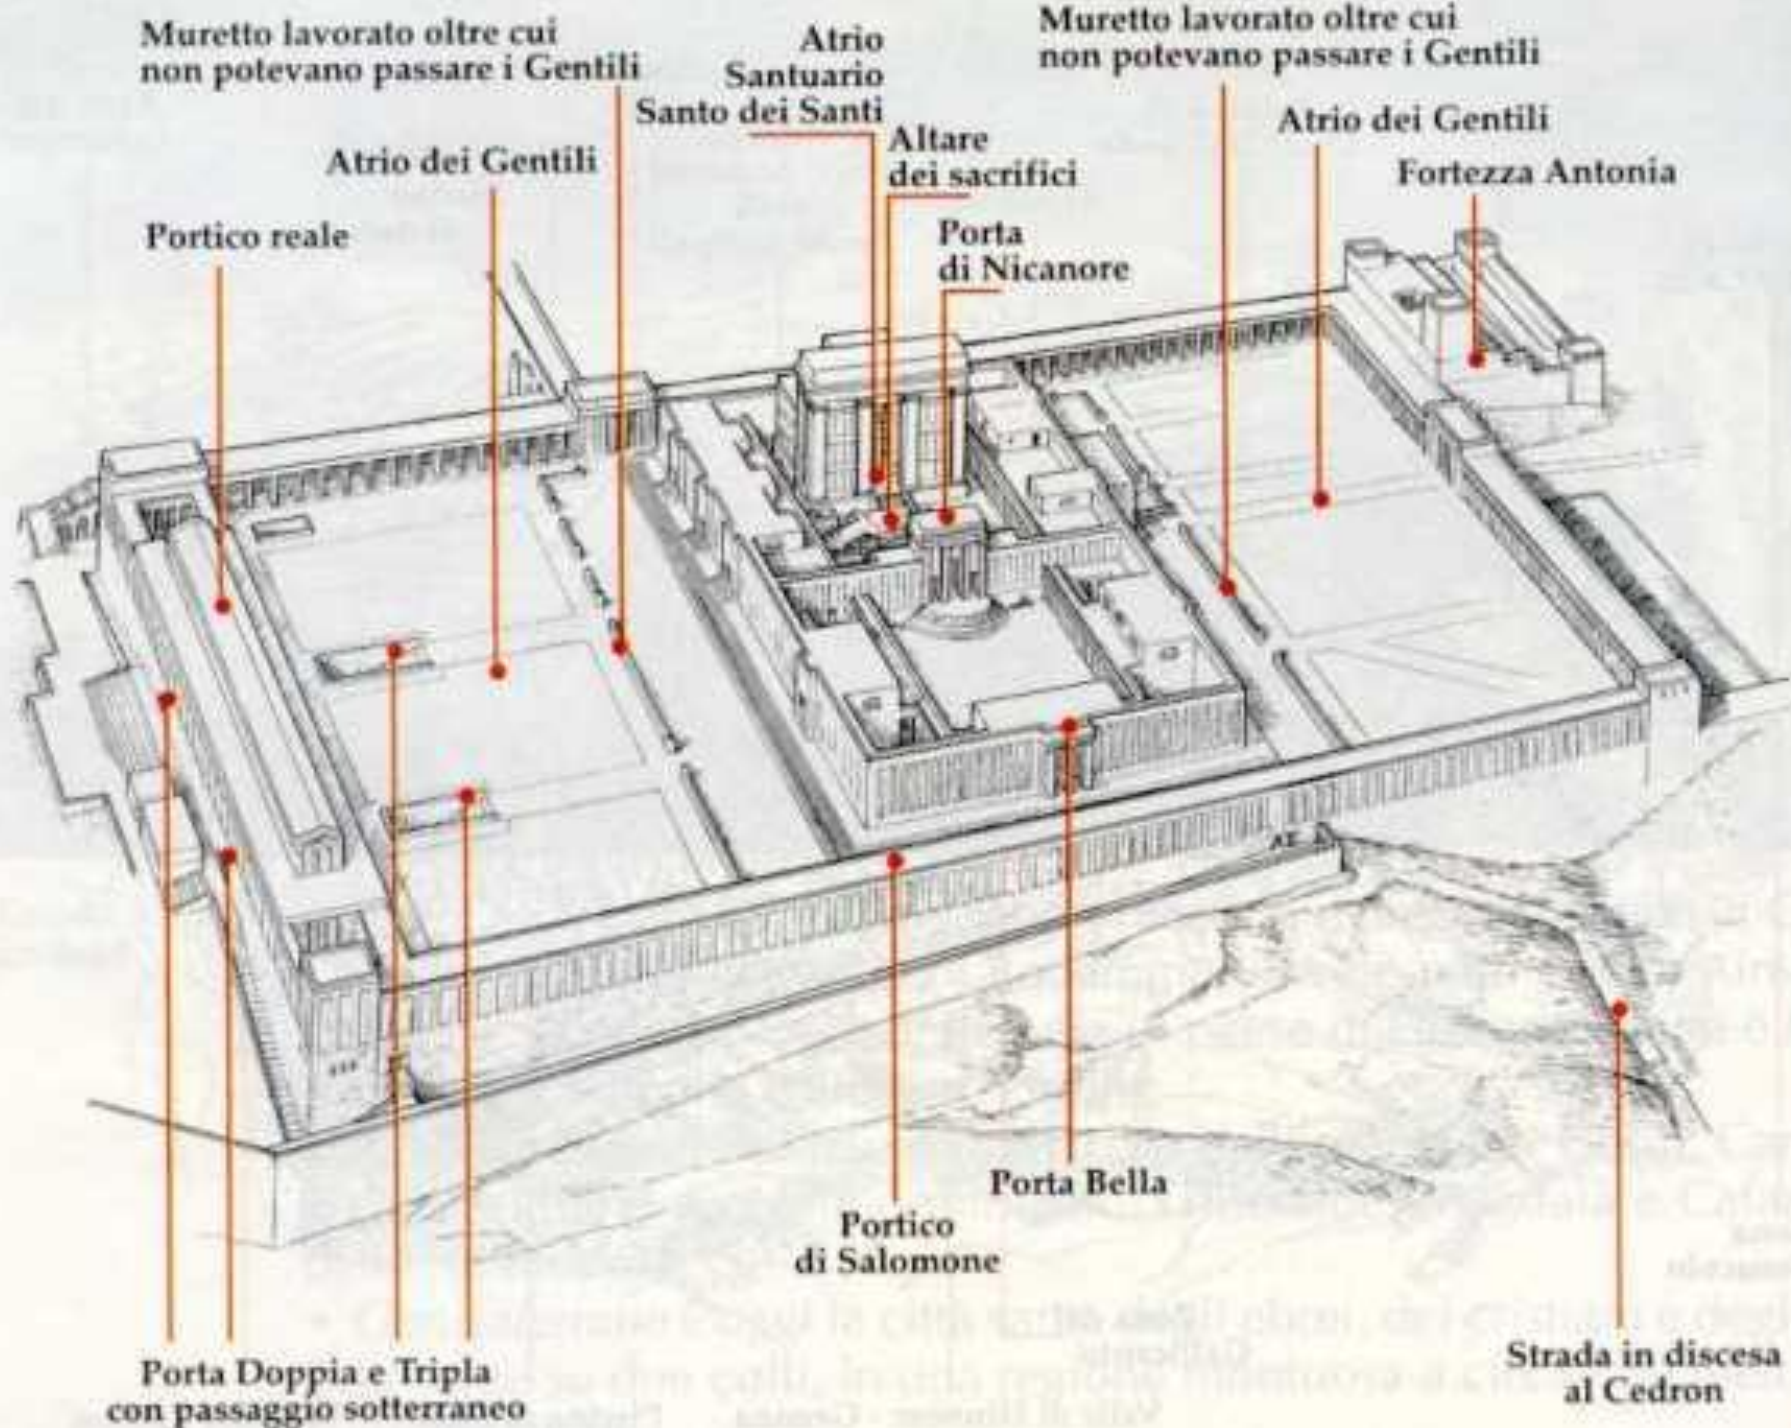 Muretto lavorato oltre cui
non potevano passare i Gentili
Atrio
Santuario
Santo dei Santi
Muretto lavorato oltre cui
non potevano passare i Gentili
Altare
dei sacrifici
Atrio dei Gentili
Atrio dei Gentili
Fortezza Antonia
Portico reale
Porta
di Nicanore
Porta Bella
Portico
di Salomone
Porta Doppia e Tripla
con passaggio sotterraneo
Strada in discesa
al Cedron